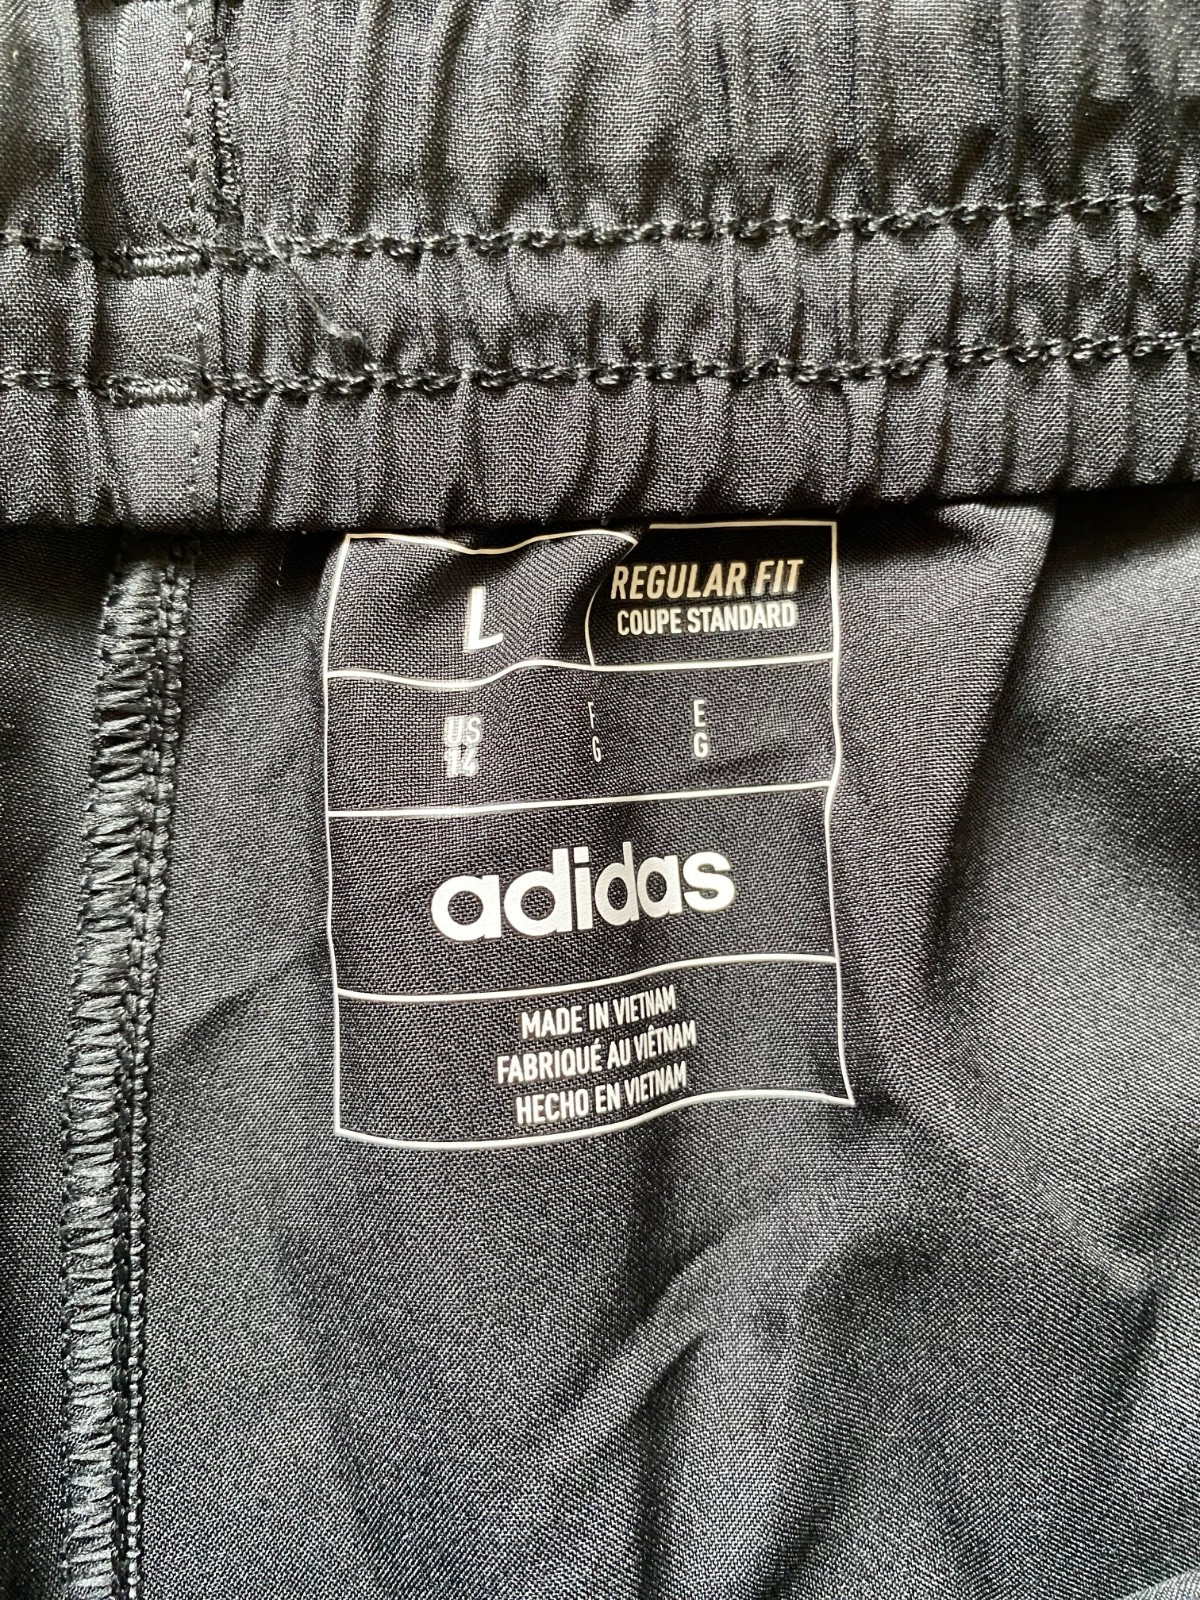 L
REGULAR FIT
COUPE STANDARD
US F E
14 G G
adidas
MADE IN VIETNAM
FABRIQUÉ AU VIÊTNAM
HECHO EN VIETNAM